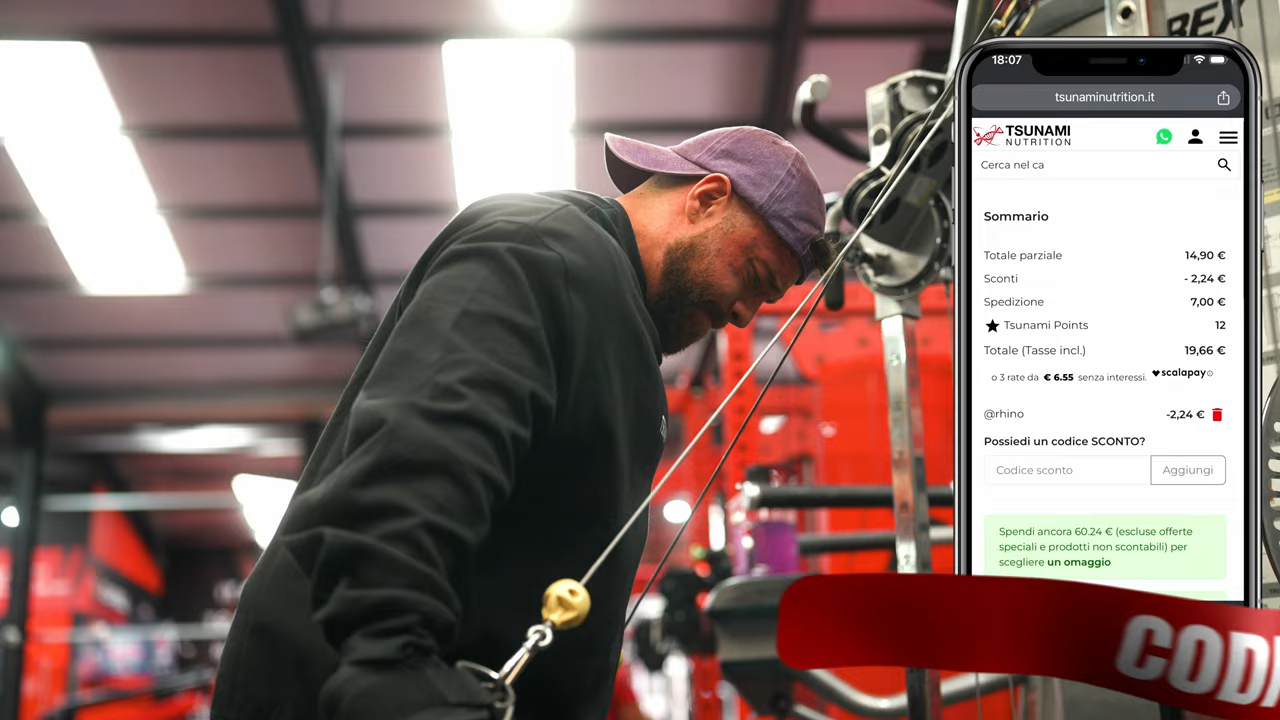 REX
18:07
tsunaminutrition.it
TSUNAMI
NUTRITION
Cerca nel ca
Sommario
Totale parziale 14,90 €
Sconti - 2,24 €
Spedizione 7,00 €
Tsunami Points 12
Totale (Tasse incl.) 19,66 €
o 3 rate da € 6.55 senza interessi. scalapay
@rhino -2,24 €
Possiedi un codice SCONTO?
Codice sconto Aggiungi
Spendi ancora 60.24 € (escluse offerte
speciali e prodotti non scontabili) per
scegliere un omaggio
CODI